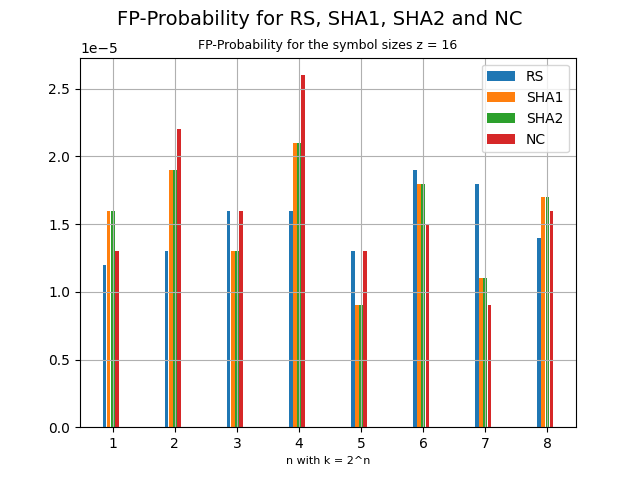 FP-Probability for RS, SHA1, SHA2 and NC
FP-Probability for the symbol sizes z = 16
1e−5
RS
SHA1
SHA2
NC
2.5
2.0
1.5
1.0
0.5
0.0
1 2 3 4 5 6 7 8
n with k = 2^n